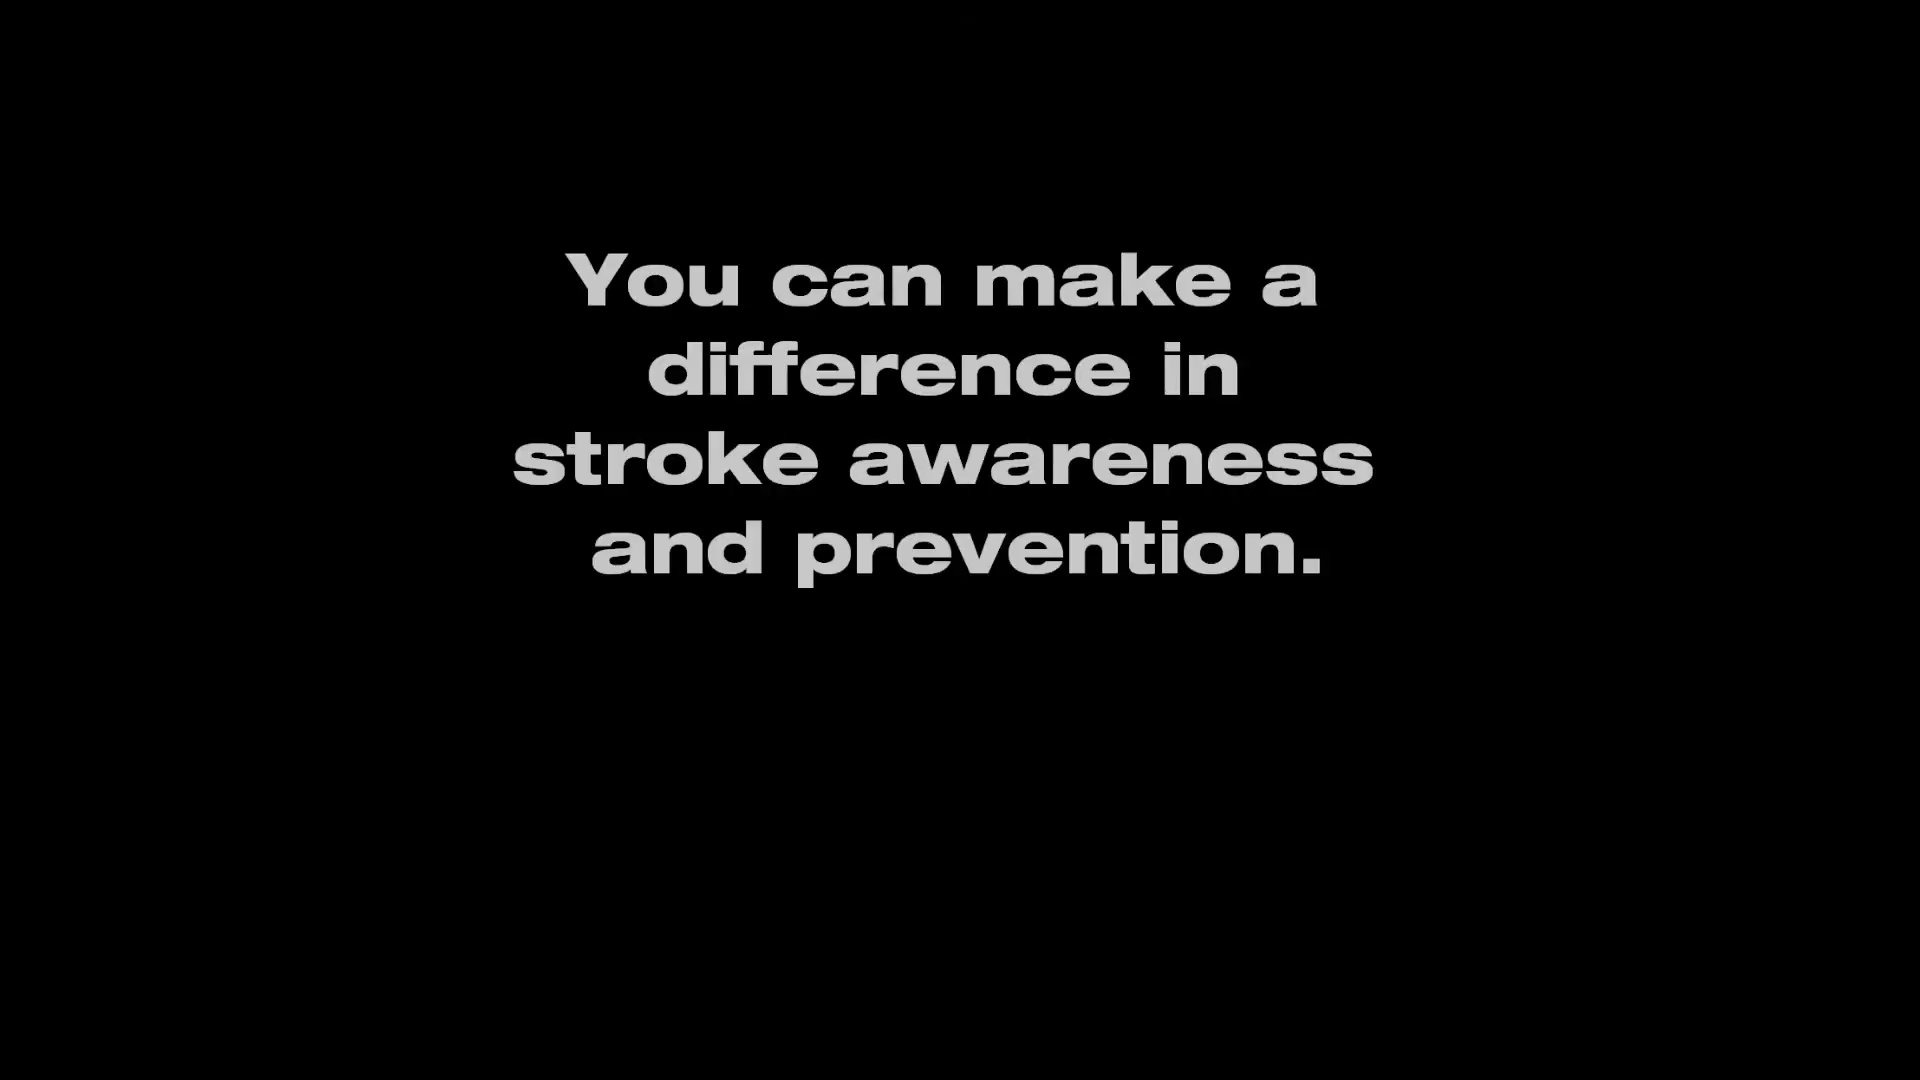 You can make a
difference in
stroke awareness
and prevention.